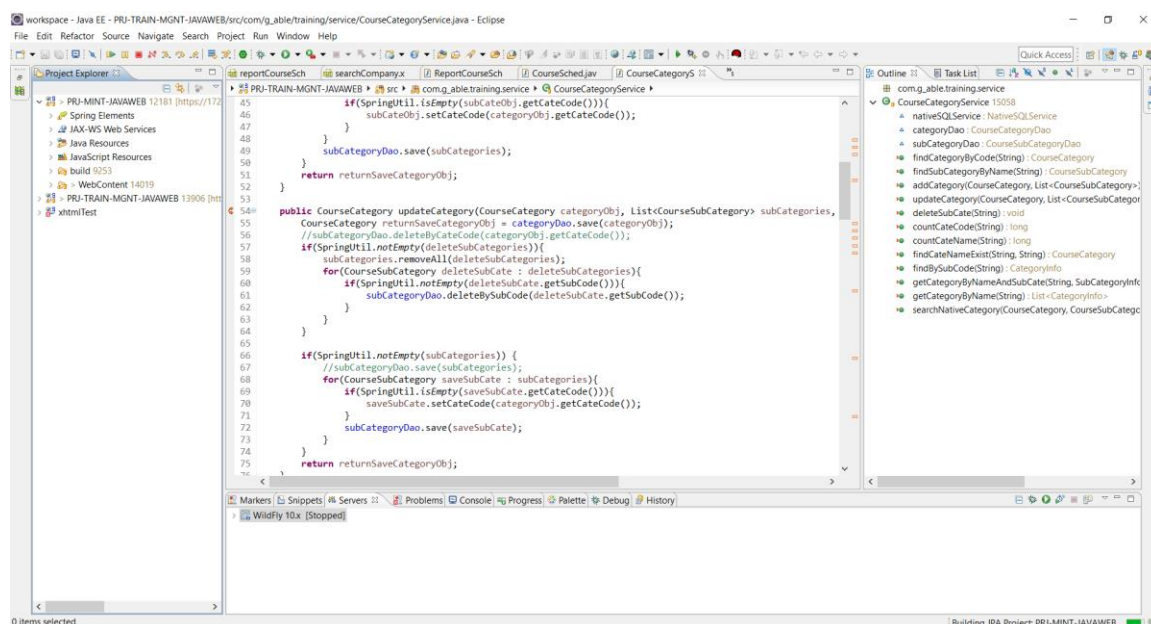 workspace - Java EE - PRJ-TRAIN-MGNT-JAVAWEB/src/com/g_able/training/service/CourseCategoryService.java - Eclipse
File Edit Refactor Source Navigate Search Project Run Window Help
Quick Access
Project Explorer
PRJ-MINT-JAVAWEB 12181 [https://172
Spring Elements
JAX-WS Web Services
Java Resources
JavaScript Resources
build 9253
> WebContent 14019
> PRJ-TRAIN-MGNT-JAVAWEB 13906 [htt
xhtmlTest
reportCourseSch searchCompany.x ReportCourseSch CourseSched.jav CourseCategoryS
PRJ-TRAIN-MGNT-JAVAWEB src com.g_able.training.service CourseCategoryService
45 if(SpringUtil.isEmpty(subCateObj.getCateCode())){
46 subCateObj.setCateCode(categoryObj.getCateCode());
47 }
48 }
49 subCategoryDao.save(subCategories);
50 }
51 return returnSaveCategoryObj;
52 }
53
54 public CourseCategory updateCategory(CourseCategory categoryObj, List<CourseSubCategory> subCategories,
55 CourseCategory returnSaveCategoryObj = categoryDao.save(categoryObj);
56 //subCategoryDao.deleteByCateCode(categoryObj.getCateCode());
57 if(SpringUtil.notEmpty(deleteSubCategories)){
58 subCategories.removeAll(deleteSubCategories);
59 for(CourseSubCategory deleteSubCate : deleteSubCategories){
60 if(SpringUtil.notEmpty(deleteSubCate.getSubCode())){
61 subCategoryDao.deleteBySubCode(deleteSubCate.getSubCode());
62 }
63 }
64 }
65
66 if(SpringUtil.notEmpty(subCategories)) {
67 //subCategoryDao.save(subCategories);
68 for(CourseSubCategory saveSubCate : subCategories){
69 if(SpringUtil.isEmpty(saveSubCate.getCateCode())){
70 saveSubCate.setCateCode(categoryObj.getCateCode());
71 }
72 subCategoryDao.save(saveSubCate);
73 }
74 }
75 return returnSaveCategoryObj;
Outline Task List
com.g_able.training.service
CourseCategoryService 15058
nativeSQLService : NativeSQLService
categoryDao : CourseCategoryDao
subCategoryDao : CourseSubCategoryDao
findCategoryByCode(String) : CourseCategory
findSubCategoryByName(String) : CourseSubCategory
addCategory(CourseCategory, List<CourseSubCategory>)
updateCategory(CourseCategory, List<CourseSubCategor
deleteSubCate(String) : void
countCateCode(String) : long
countCateName(String) : long
findCateNameExist(String, String) : CourseCategory
findBySubCode(String) : CategoryInfo
getCategoryByNameAndSubCate(String, SubCategoryInfo
getCategoryByName(String) : List<CategoryInfo>
searchNativeCategory(CourseCategory, CourseSubCatego
Markers Snippets Servers Problems Console Progress Palette Debug History
WildFly 10.x [Stopped]
0 items selected
Building JPA Project: PRJ-MINT-JAVAWEB